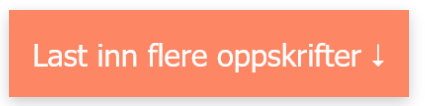 Last inn flere oppskrifter ↓